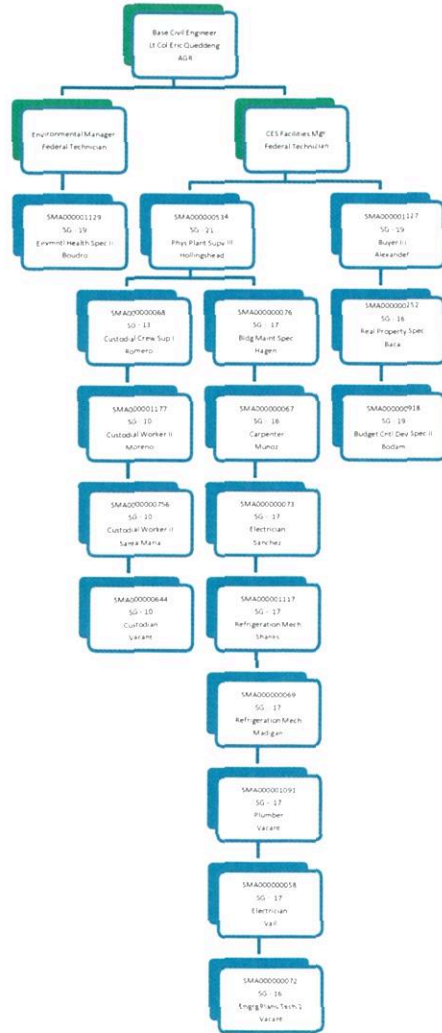 Base Civil Engineer
Lt Col Eric Queddeng
AGR
Environmental Manager
Federal Technician
CES Facilities Mgr
Federal Technician
SMA000001129
SG - 19
Envmntl Health Spec II
Boudro
SMA000000534
SG - 21
Phys Plant Supv III
Hollingshead
SMA000001127
SG - 19
Buyer III
Alexander
SMA000000068
SG - 13
Custodial Crew Sup I
Romero
SMA000001177
SG - 10
Custodial Worker II
Moreno
SMA000000756
SG - 10
Custodial Worker II
Santa Maria
SMA000000644
SG - 10
Custodian
Vacant
SMA000000076
SG - 17
Bldg Maint Spec
Hagen
SMA000000067
SG - 16
Carpenter
Munoz
SMA000000073
SG - 17
Electrician
Sanchez
SMA000001117
SG - 17
Refrigeration Mech
Shanks
SMA000000069
SG - 17
Refrigeration Mech
Madigan
SMA000001091
SG - 17
Plumber
Vacant
SMA000000058
SG - 17
Electrician
Vail
SMA000000072
SG - 16
Engrg Plans Tech
Vacant
SMA000000252
SG - 16
Real Property Spec
Baca
SMA000000918
SG - 19
Budget Cntl Dev Spec II
Bodam